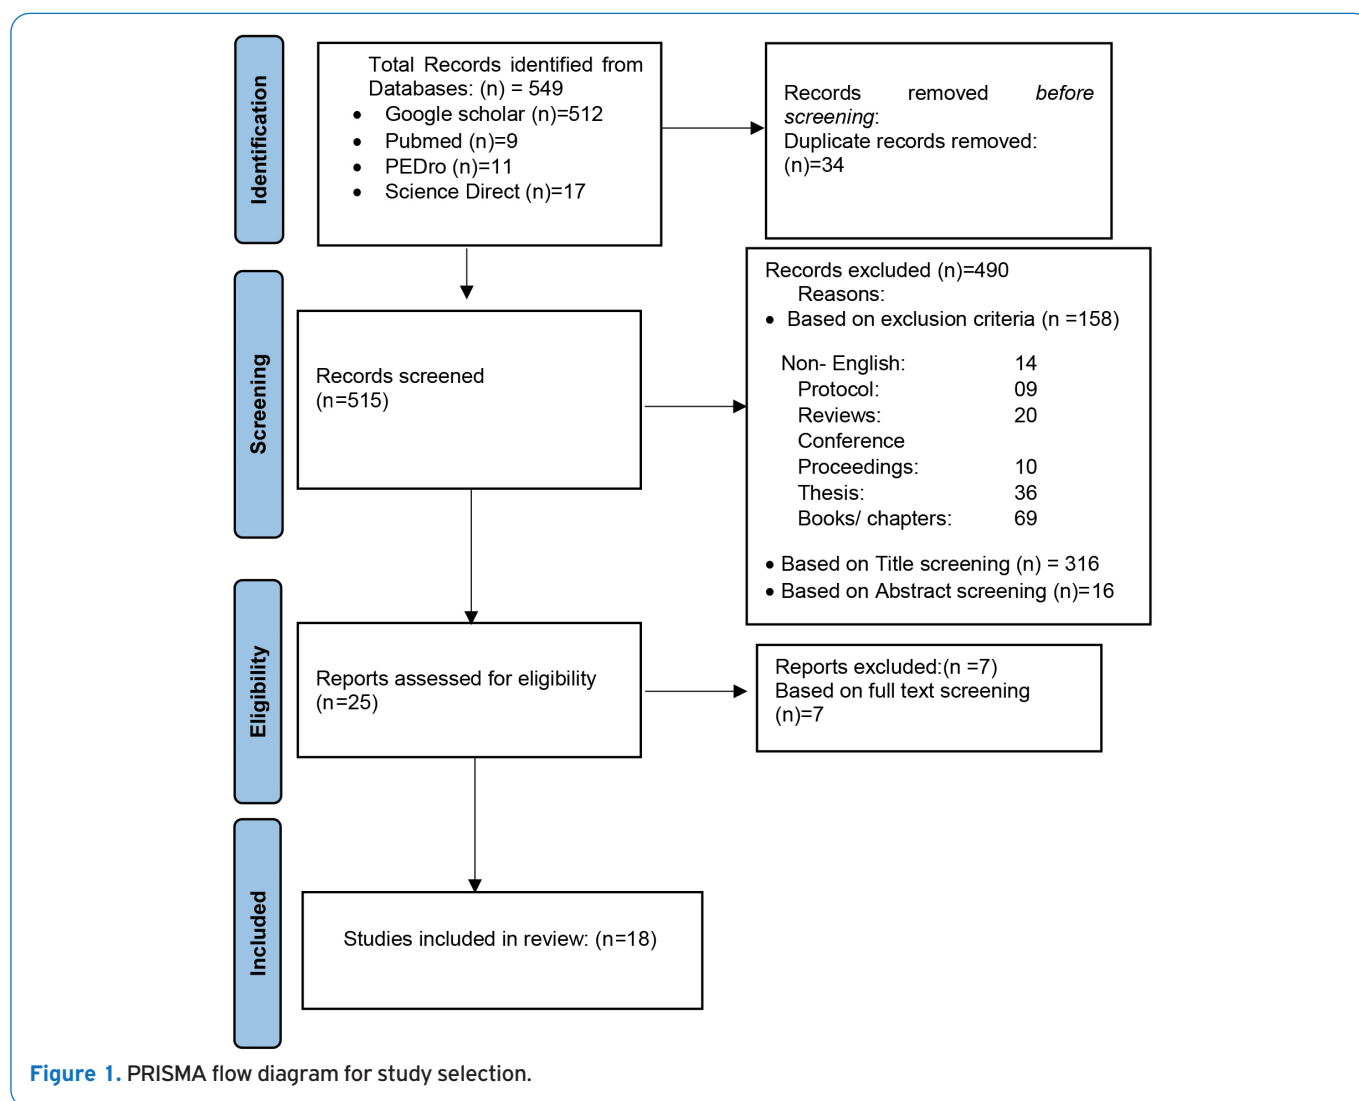 Identification
Total Records identified from
Databases: (n) = 549
• Google scholar (n)=512
• Pubmed (n)=9
• PEDro (n)=11
• Science Direct (n)=17
Records removed before
screening:
Duplicate records removed:
(n)=34
Screening
Records screened
(n=515)
Records excluded (n)=490
Reasons:
• Based on exclusion criteria (n =158)
Non- English: 14
Protocol: 09
Reviews: 20
Conference
Proceedings: 10
Thesis: 36
Books/ chapters: 69
• Based on Title screening (n) = 316
• Based on Abstract screening (n)=16
Eligibility
Reports assessed for eligibility
(n=25)
Reports excluded:(n =7)
Based on full text screening
(n)=7
Included
Studies included in review: (n=18)
Figure 1. PRISMA flow diagram for study selection.